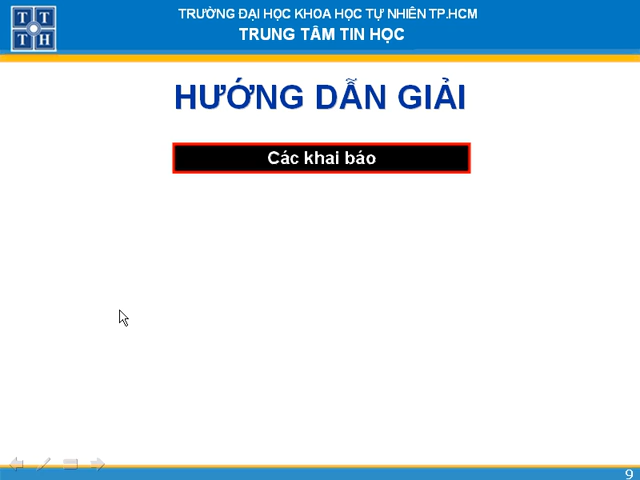 TRƯỜNG ĐẠI HỌC KHOA HỌC TỰ NHIÊN TP.HCM
TRUNG TÂM TIN HỌC
T T
T H
HƯỚNG DẪN GIẢI
Các khai báo
9